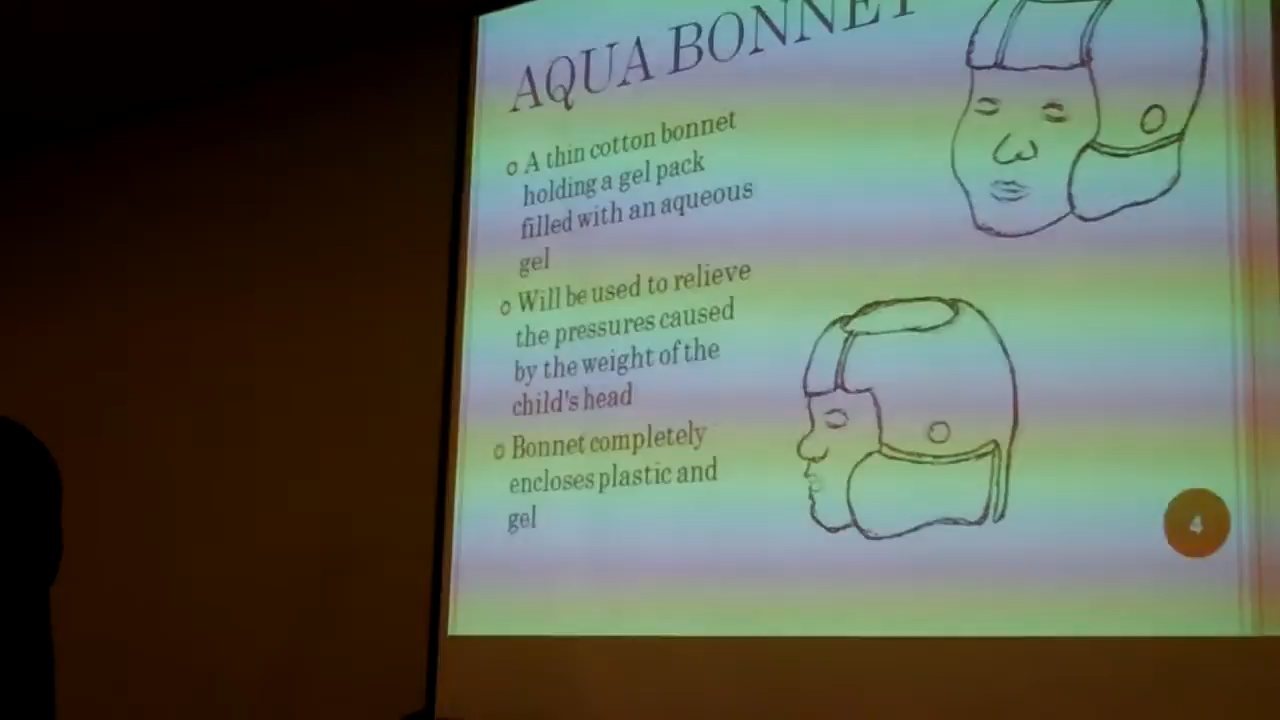 AQUA BONNET
o A thin cotton bonnet
holding a gel pack
filled with an aqueous
gel
o Will be used to relieve
the pressures caused
by the weight of the
child's head
o Bonnet completely
encloses plastic and
gel
4